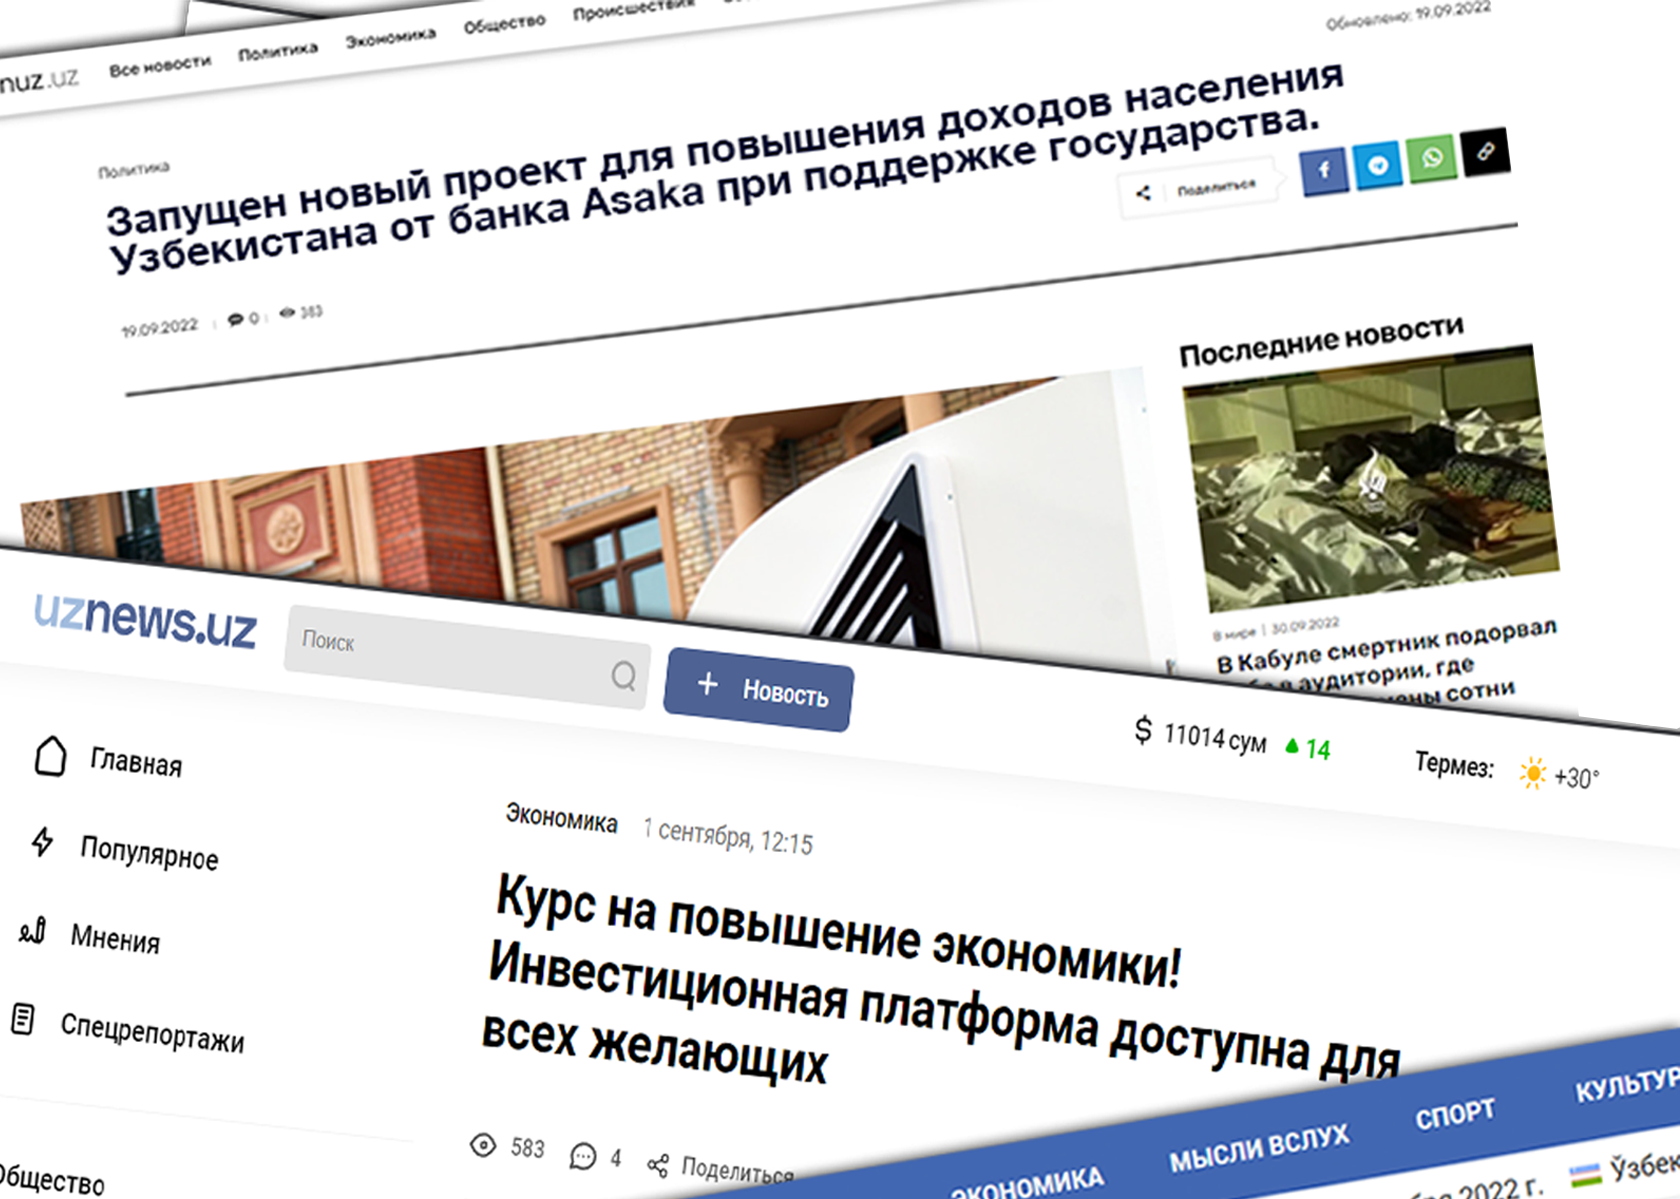 nuz.uz Все новости Политика Экономика Общество Происшествия
Обновлено: 19.09.2022
Политика
Запущен новый проект для повышения доходов населения
Узбекистана от банка Asaka при поддержке государства.
Поделиться
19.09.2022 0 383
Последние новости
В мире | 30.09.2022
В Кабуле смертник подорвал
в аудитории, где
сотни
uznews.uz Поиск + Новость
$ 11014 сум ▲ 14 Термез: +30°
Главная
Популярное
Мнения
Спецрепортажи
Общество
Экономика 1 сентября, 12:15
Курс на повышение экономики!
Инвестиционная платформа доступна для
всех желающих
583 4 Поделиться
ЭКОНОМИКА МЫСЛИ ВСЛУХ СПОРТ КУЛЬТУР
2022 г. Ўзбек